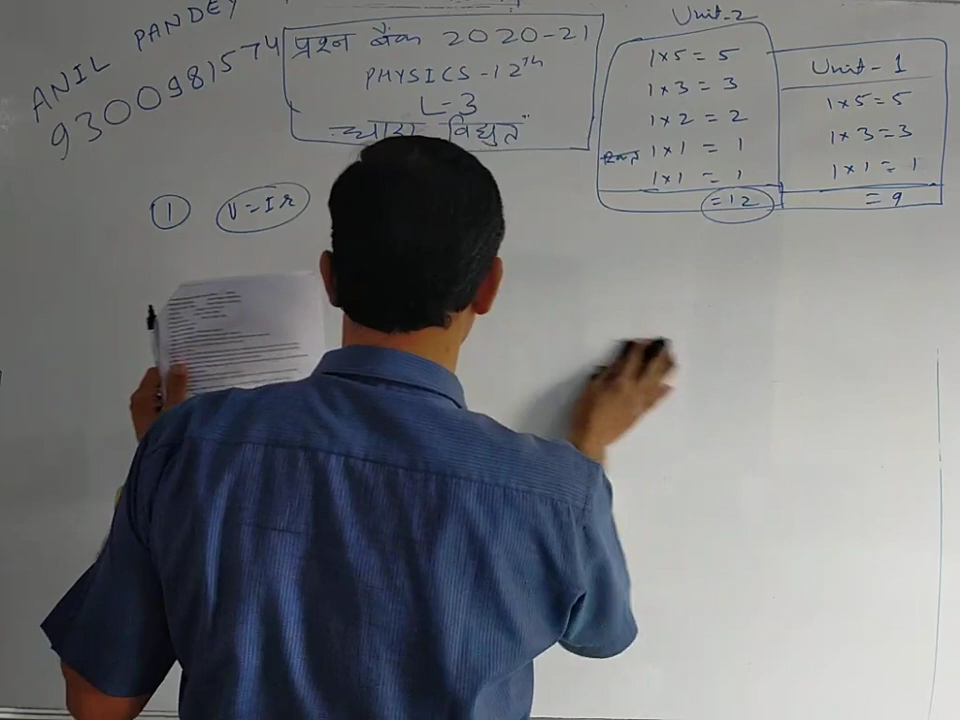 ANIL PANDEY
9300981574
प्रश्न बैंक 2020-21
PHYSICS-12th
L-3
धारा विद्युत
Unit-2
1×5 = 5
1×3 = 3
1×2 = 2
1×1 = 1
1×1 = 1
=12
Unit-1
1×5=5
1×3=3
1×1=1
=9
1
V=Ir